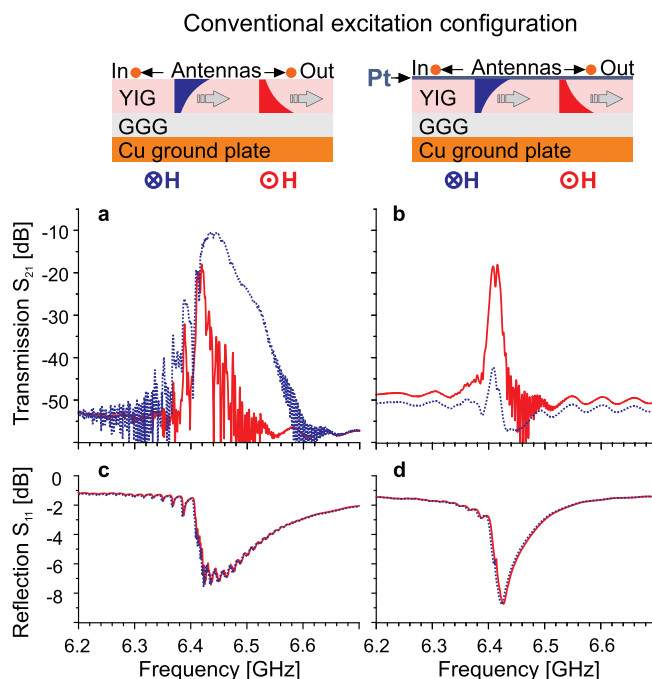 Conventional excitation configuration
In Antennas Out
YIG
GGG
Cu ground plate
⊗H ⊙H
Pt
In Antennas Out
YIG
GGG
Cu ground plate
⊗H ⊙H
a
b
Transmission S21 [dB]
-10
-20
-30
-40
-50
c
d
Reflection S11 [dB]
0
-2
-4
-6
-8
6.2 6.3 6.4 6.5 6.6 6.2 6.3 6.4 6.5 6.6
Frequency [GHz] Frequency [GHz]